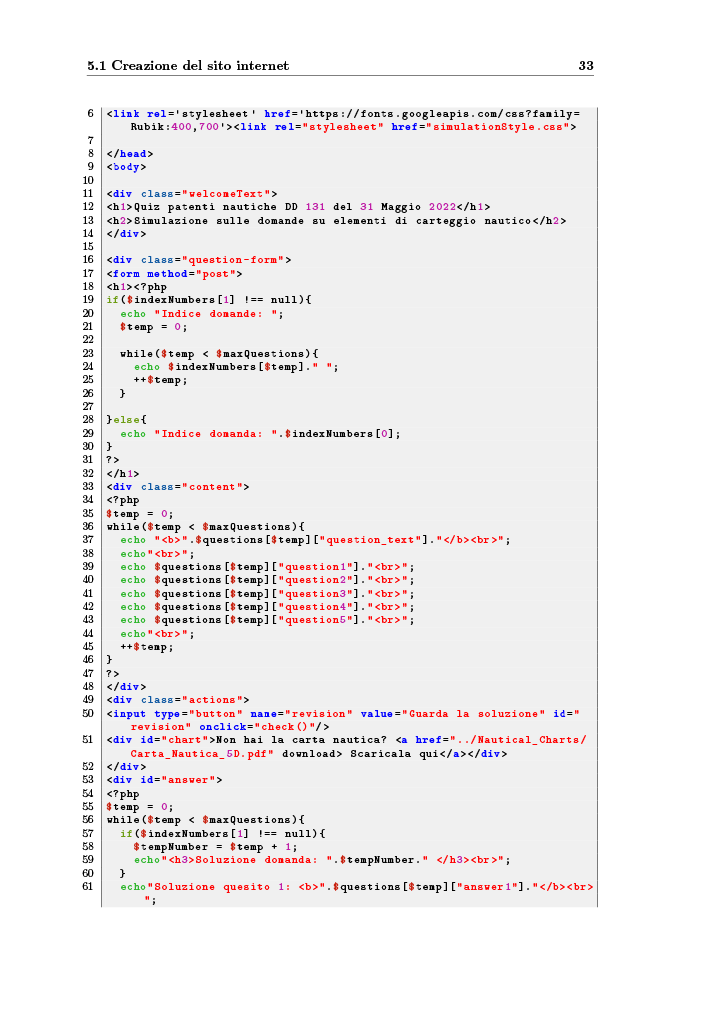 5.1 Creazione del sito internet 33
6 <link rel='stylesheet' href='https://fonts.googleapis.com/css?family=
Rubik:400,700'><link rel="stylesheet" href="simulationStyle.css">
7
8 </head>
9 <body>
10
11 <div class="welcomeText">
12 <h1>Quiz patenti nautiche DD 131 del 31 Maggio 2022</h1>
13 <h2>Simulazione sulle domande su elementi di carteggio nautico</h2>
14 </div>
15
16 <div class="question-form">
17 <form method="post">
18 <h1><?php
19 if($indexNumbers[1] !== null){
20 echo "Indice domande: ";
21 $temp = 0;
22
23 while($temp < $maxQuestions){
24 echo $indexNumbers[$temp]." ";
25 ++$temp;
26 }
27
28 }else{
29 echo "Indice domanda: ".$indexNumbers[0];
30 }
31 ?>
32 </h1>
33 <div class="content">
34 <?php
35 $temp = 0;
36 while($temp < $maxQuestions){
37 echo "<b>".$questions[$temp]["question_text"]."</b><br>";
38 echo"<br>";
39 echo $questions[$temp]["question1"]."<br>";
40 echo $questions[$temp]["question2"]."<br>";
41 echo $questions[$temp]["question3"]."<br>";
42 echo $questions[$temp]["question4"]."<br>";
43 echo $questions[$temp]["question5"]."<br>";
44 echo"<br>";
45 ++$temp;
46 }
47 ?>
48 </div>
49 <div class="actions">
50 <input type="button" name="revision" value="Guarda la soluzione" id="
revision" onclick="check()"/>
51 <div id="chart">Non hai la carta nautica? <a href="../Nautical_Charts/
Carta_Nautica_5D.pdf" download> Scaricala qui</a></div>
52 </div>
53 <div id="answer">
54 <?php
55 $temp = 0;
56 while($temp < $maxQuestions){
57 if($indexNumbers[1] !== null){
58 $tempNumber = $temp + 1;
59 echo"<h3>Soluzione domanda: ".$tempNumber." </h3><br>";
60 }
61 echo"Soluzione quesito 1: <b>".$questions[$temp]["answer1"]."</b><br>
";